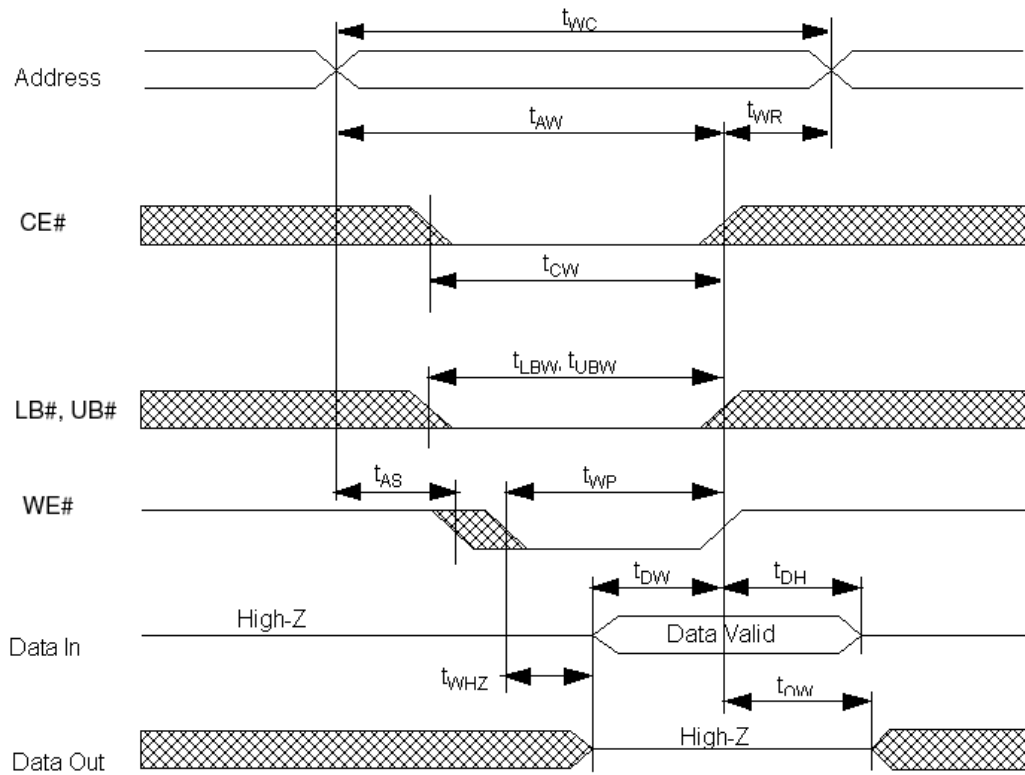 tWC
Address
tAW
tWR
CE#
tCW
tLBW, tUBW
LB#, UB#
tAS
tWP
WE#
tDW
tDH
High-Z
Data Valid
Data In
tWHZ
tOW
High-Z
Data Out